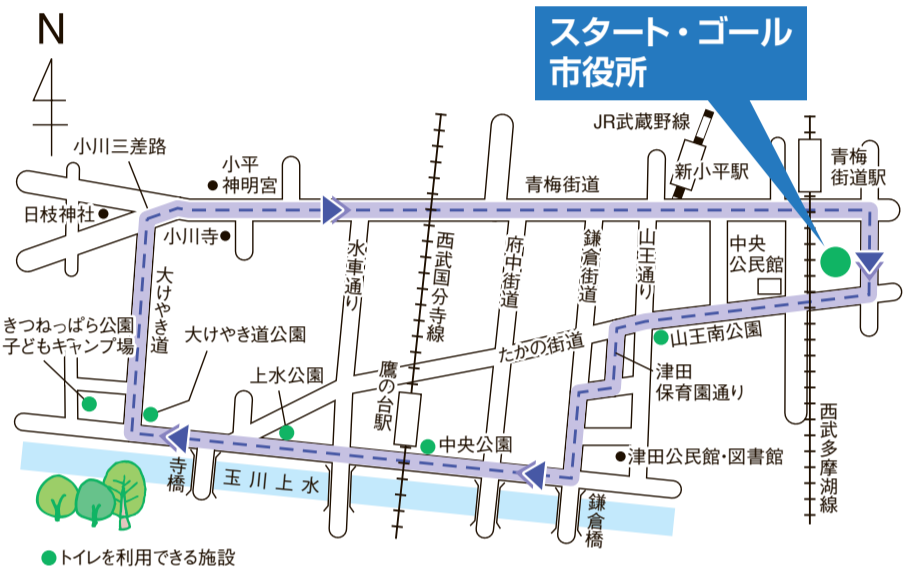 N
スタート・ゴール
市役所
JR武蔵野線
小川三差路
小平
神明宮
青梅街道
新小平駅
青梅
街道駅
日枝神社
小川寺
水車通り
西武国分寺線
府中街道
鎌倉街道
山王通り
中央
公民館
大けやき道
きつねっぱら公園
子どもキャンプ場
大けやき道公園
上水公園
鷹の台駅
たかの街道
山王南公園
津田
保育園通り
中央公園
津田公民館・図書館
西武多摩湖線
寺橋
玉川上水
鎌倉橋
トイレを利用できる施設